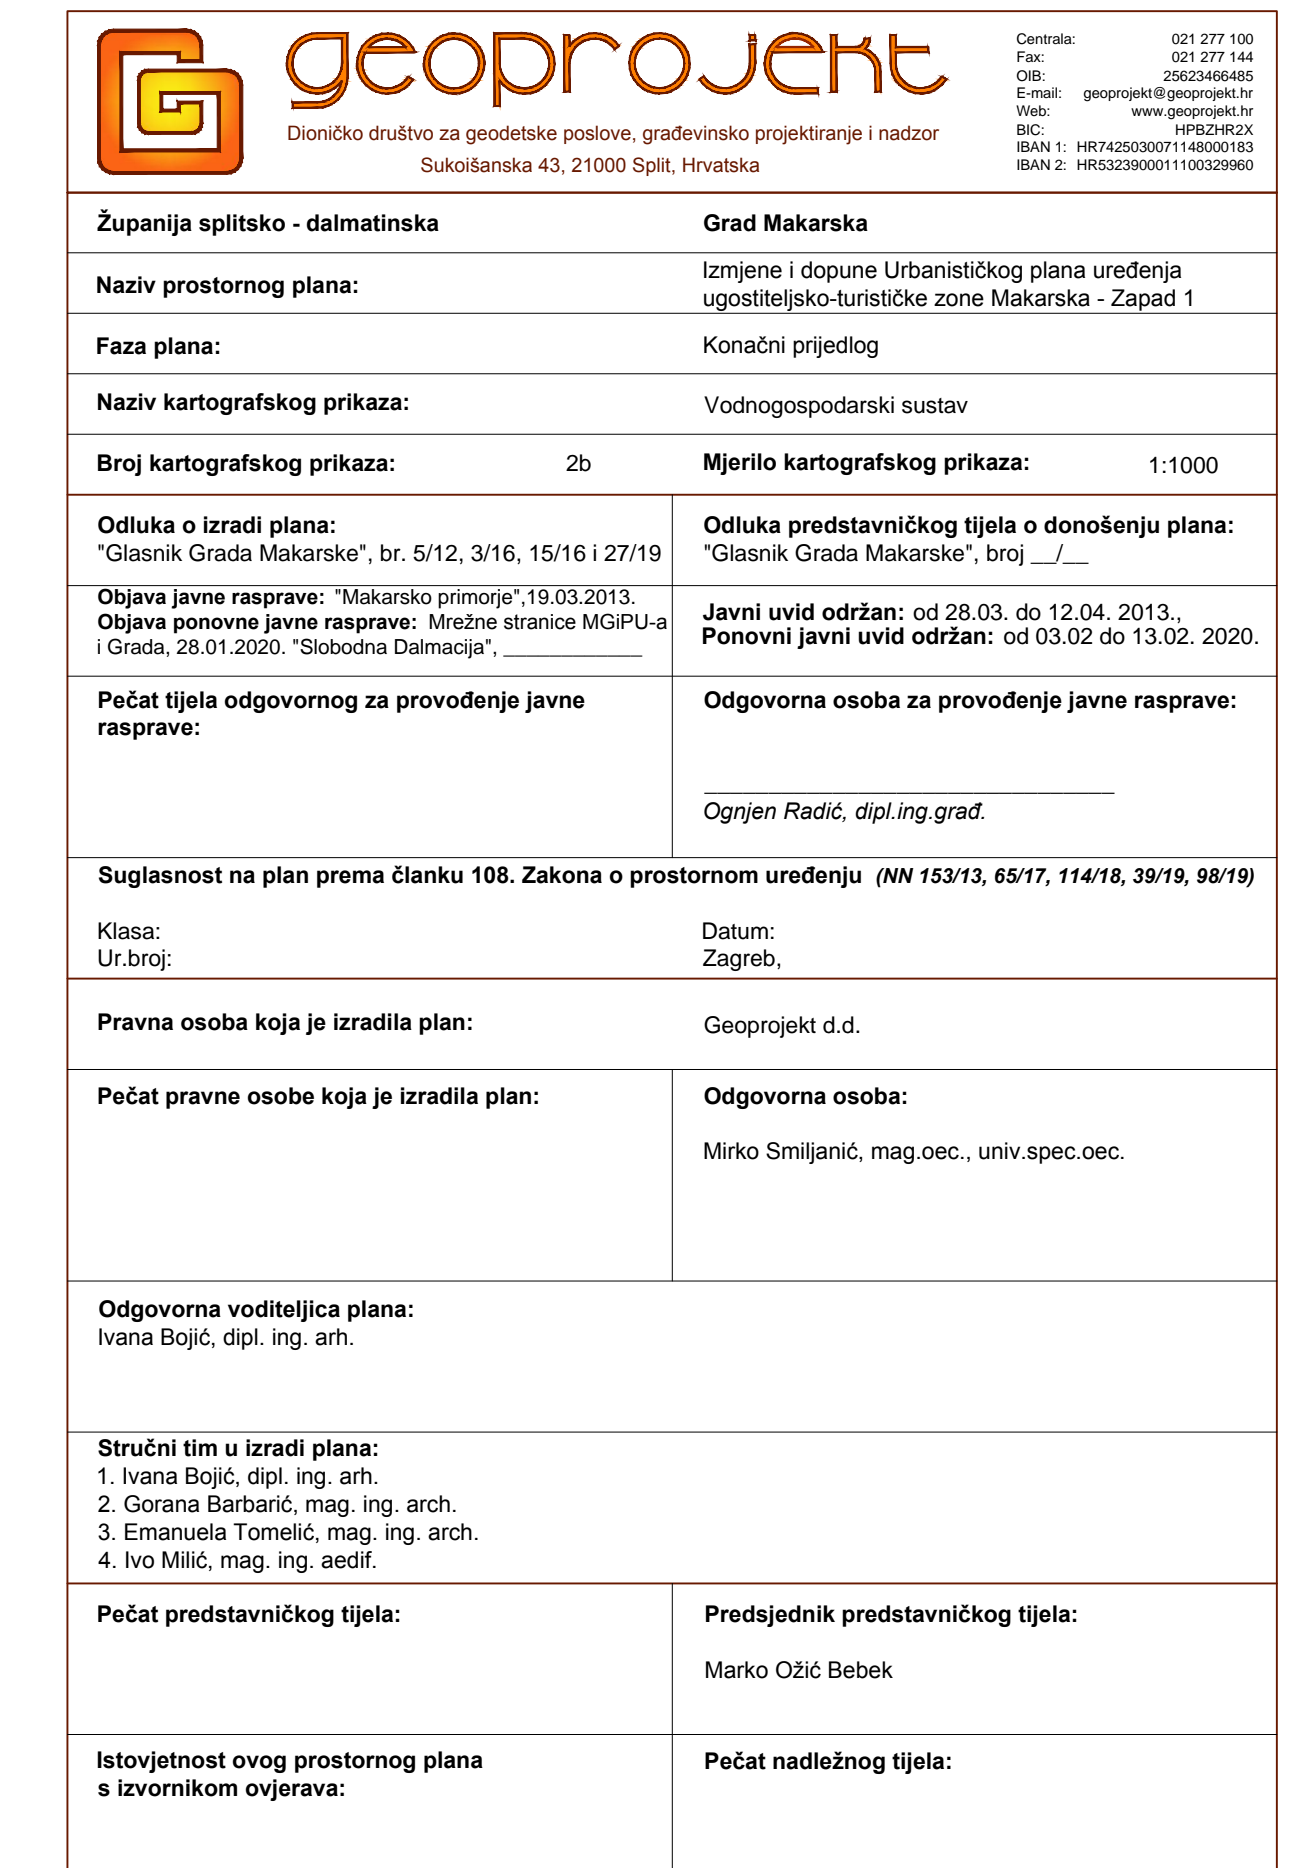 geoprojekt
Dioničko društvo za geodetske poslove, građevinsko projektiranje i nadzor
Sukoišanska 43, 21000 Split, Hrvatska
Centrala: 021 277 100
Fax: 021 277 144
OIB: 25623466485
E-mail: geoprojekt@geoprojekt.hr
Web: www.geoprojekt.hr
BIC: HPBZHR2X
IBAN 1: HR7425030071148000183
IBAN 2: HR5323900011100329960
Županija splitsko - dalmatinska
Grad Makarska
Naziv prostornog plana:
Izmjene i dopune Urbanističkog plana uređenja
ugostiteljsko-turističke zone Makarska - Zapad 1
Faza plana:
Konačni prijedlog
Naziv kartografskog prikaza:
Vodnogospodarski sustav
Broj kartografskog prikaza: 2b
Mjerilo kartografskog prikaza: 1:1000
Odluka o izradi plana:
"Glasnik Grada Makarske", br. 5/12, 3/16, 15/16 i 27/19
Odluka predstavničkog tijela o donošenju plana:
"Glasnik Grada Makarske", broj __/__
Objava javne rasprave: "Makarsko primorje",19.03.2013.
Objava ponovne javne rasprave: Mrežne stranice MGiPU-a
i Grada, 28.01.2020. "Slobodna Dalmacija", ____________
Javni uvid održan: od 28.03. do 12.04. 2013.,
Ponovni javni uvid održan: od 03.02 do 13.02. 2020.
Pečat tijela odgovornog za provođenje javne
rasprave:
Odgovorna osoba za provođenje javne rasprave:
_________________________________
Ognjen Radić, dipl.ing.građ.
Suglasnost na plan prema članku 108. Zakona o prostornom uređenju (NN 153/13, 65/17, 114/18, 39/19, 98/19)
Klasa:
Ur.broj:
Datum:
Zagreb,
Pravna osoba koja je izradila plan:
Geoprojekt d.d.
Pečat pravne osobe koja je izradila plan:
Odgovorna osoba:
Mirko Smiljanić, mag.oec., univ.spec.oec.
Odgovorna voditeljica plana:
Ivana Bojić, dipl. ing. arh.
Stručni tim u izradi plana:
1. Ivana Bojić, dipl. ing. arh.
2. Gorana Barbarić, mag. ing. arch.
3. Emanuela Tomelić, mag. ing. arch.
4. Ivo Milić, mag. ing. aedif.
Pečat predstavničkog tijela:
Predsjednik predstavničkog tijela:
Marko Ožić Bebek
Istovjetnost ovog prostornog plana
s izvornikom ovjerava:
Pečat nadležnog tijela: